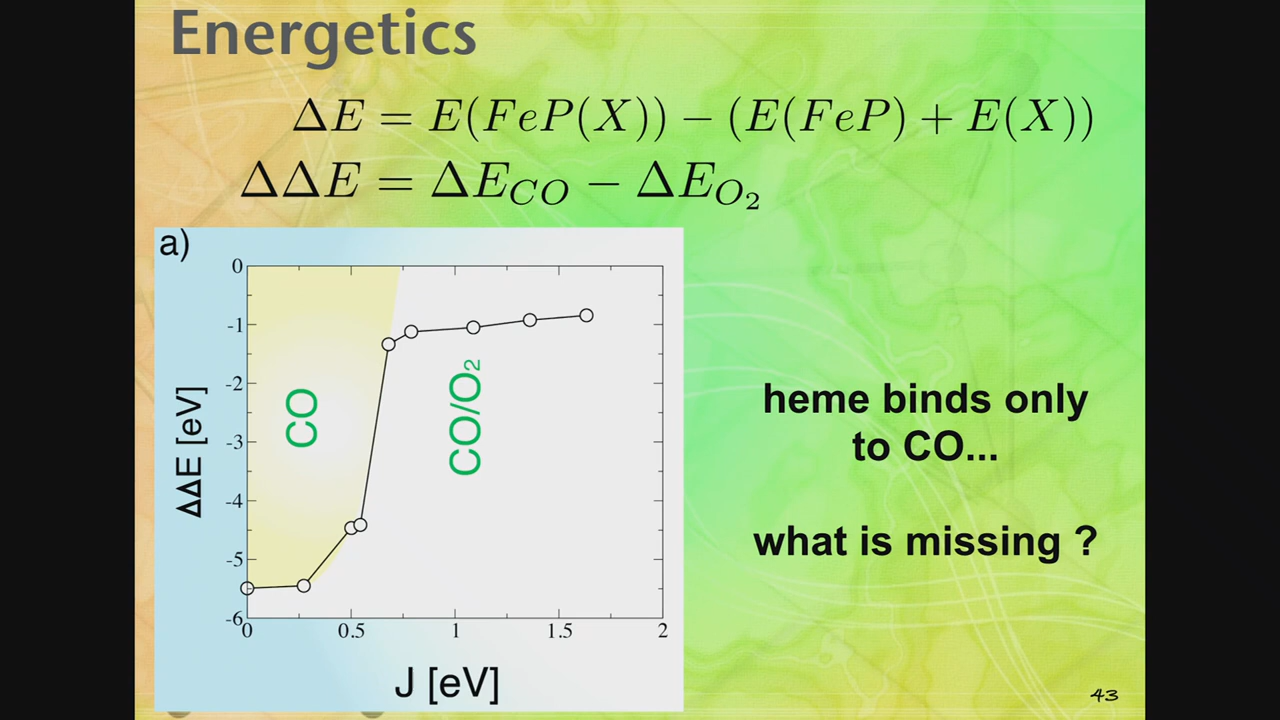 Energetics
ΔE = E(FeP(X)) − (E(FeP) + E(X))
ΔΔE = ΔE_CO − ΔE_O₂
a)
0
-1
-2
-3
-4
-5
-6
ΔΔE [eV]
CO
CO/O₂
0 0.5 1 1.5 2
J [eV]
heme binds only
to CO...
what is missing ?
43